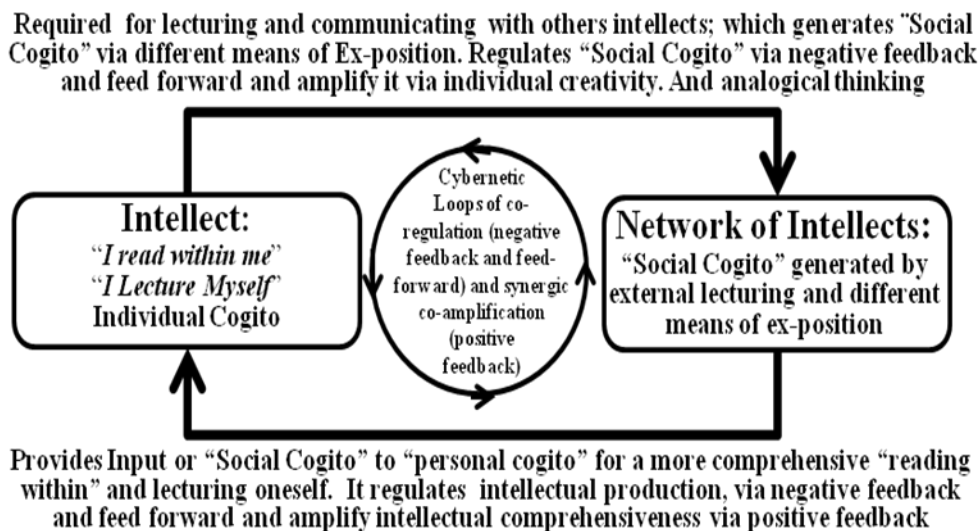 Required for lecturing and communicating with others intellects; which generates "Social
Cogito" via different means of Ex-position. Regulates “Social Cogito” via negative feedback
and feed forward and amplify it via individual creativity. And analogical thinking
Intellect:
“I read within me”
“I Lecture Myself”
Individual Cogito
Cybernetic
Loops of co-
regulation (negative
feedback and feed-
forward) and synergic
co-amplification
(positive
feedback)
Network of Intellects:
“Social Cogito” generated by
external lecturing and different
means of ex-position
Provides Input or “Social Cogito” to “personal cogito” for a more comprehensive “reading
within” and lecturing oneself. It regulates intellectual production, via negative feedback
and feed forward and amplify intellectual comprehensiveness via positive feedback